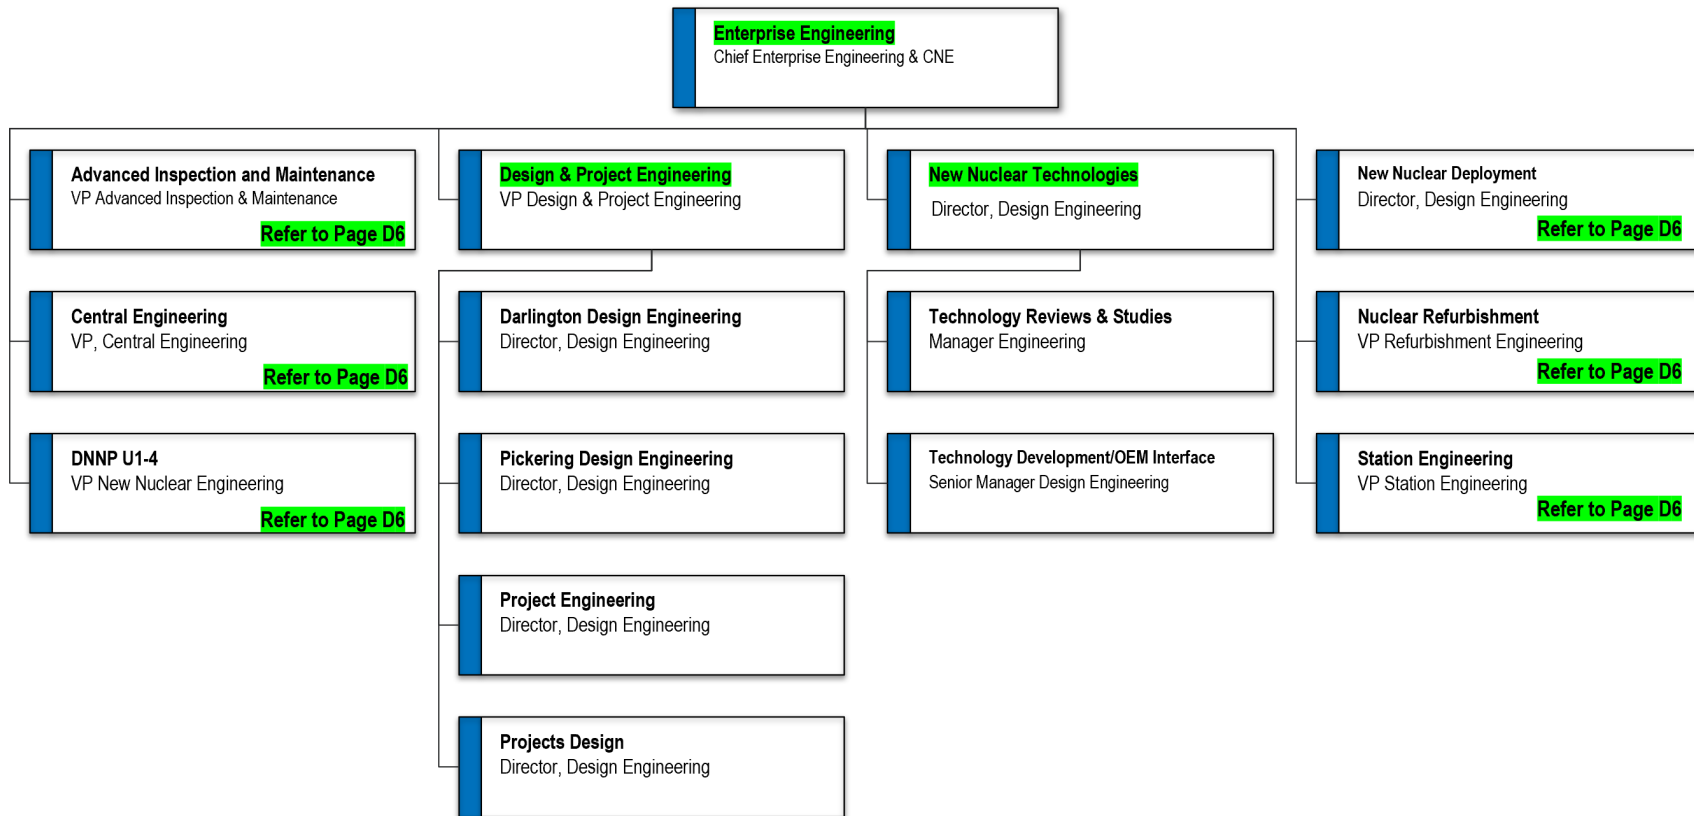 Enterprise Engineering
Chief Enterprise Engineering & CNE
Advanced Inspection and Maintenance
VP Advanced Inspection & Maintenance
Refer to Page D6
Design & Project Engineering
VP Design & Project Engineering
New Nuclear Technologies
Director, Design Engineering
New Nuclear Deployment
Director, Design Engineering
Refer to Page D6
Central Engineering
VP, Central Engineering
Refer to Page D6
Darlington Design Engineering
Director, Design Engineering
Technology Reviews & Studies
Manager Engineering
Nuclear Refurbishment
VP Refurbishment Engineering
Refer to Page D6
DNNP U1-4
VP New Nuclear Engineering
Refer to Page D6
Pickering Design Engineering
Director, Design Engineering
Technology Development/OEM Interface
Senior Manager Design Engineering
Station Engineering
VP Station Engineering
Refer to Page D6
Project Engineering
Director, Design Engineering
Projects Design
Director, Design Engineering